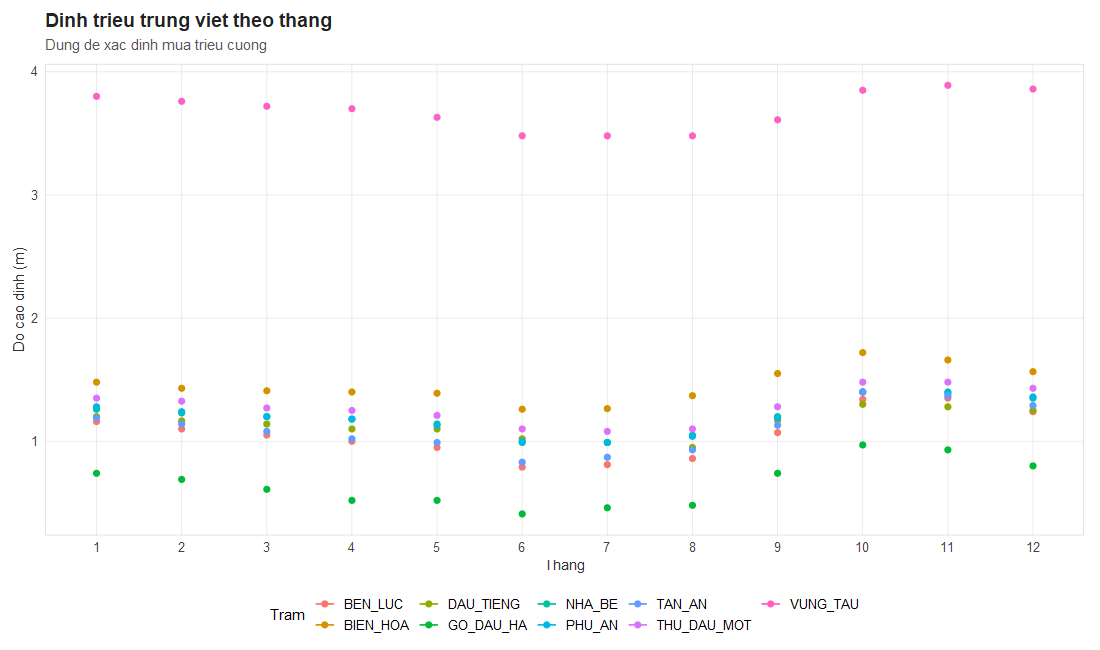 Dinh trieu trung viet theo thang
Dung de xac dinh mua trieu cuong
Do cao dinh (m)
4
3
2
1
1 2 3 4 5 6 7 8 9 10 11 12
Thang
Tram
BEN_LUC DAU_TIENG NHA_BE TAN_AN VUNG_TAU
BIEN_HOA GO_DAU_HA PHU_AN THU_DAU_MOT